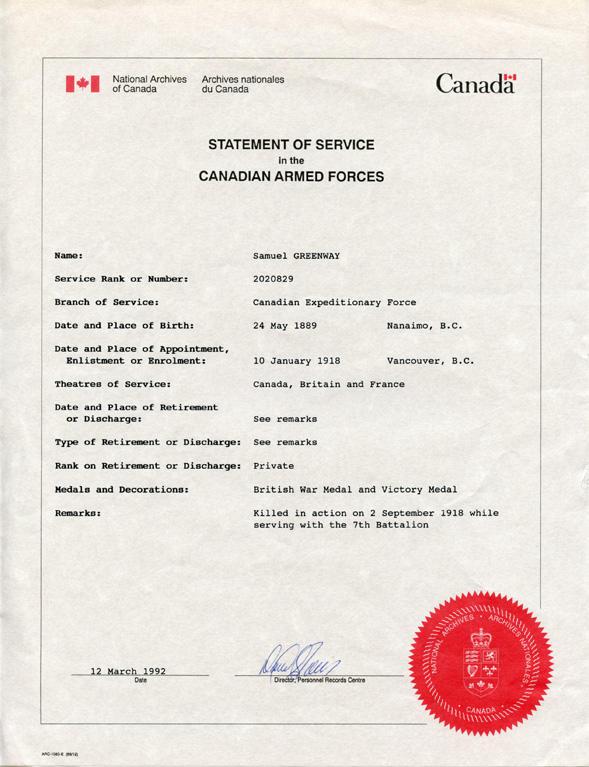 National Archives of Canada
Archives nationales du Canada
Canada
STATEMENT OF SERVICE
in the
CANADIAN ARMED FORCES
Name: Samuel GREENWAY
Service Rank or Number: 2020829
Branch of Service: Canadian Expeditionary Force
Date and Place of Birth: 24 May 1889 Nanaimo, B.C.
Date and Place of Appointment,
Enlistment or Enrolment: 10 January 1918 Vancouver, B.C.
Theatres of Service: Canada, Britain and France
Date and Place of Retirement
or Discharge: See remarks
Type of Retirement or Discharge: See remarks
Rank on Retirement or Discharge: Private
Medals and Decorations: British War Medal and Victory Medal
Remarks: Killed in action on 2 September 1918 while
serving with the 7th Battalion
12 March 1992
Date
Director, Personnel Records Centre
NATIONAL ARCHIVES · ARCHIVES NATIONALES
· CANADA ·